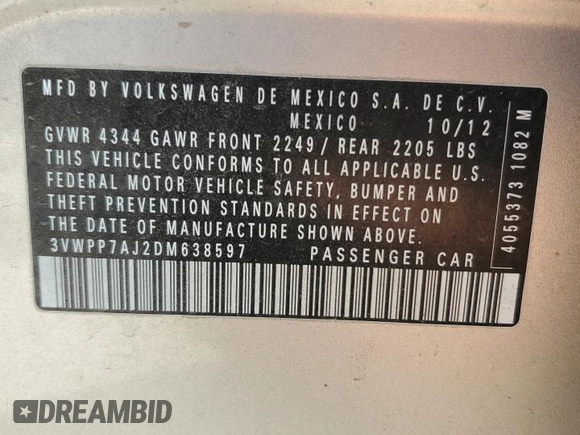 MFD BY VOLKSWAGEN DE MEXICO S.A. DE C.V.
MEXICO 10/12
GVWR 4344 GAWR FRONT 2249/ REAR 2205 LBS
THIS VEHICLE CONFORMS TO ALL APPLICABLE U.S.
FEDERAL MOTOR VEHICLE SAFETY, BUMPER AND
THEFT PREVENTION STANDARDS IN EFFECT ON
THE DATE OF MANUFACTURE SHOWN ABOVE.
3VWPP7AJ2DM638597 PASSENGER CAR
4055373 1082 M
DREAMBID